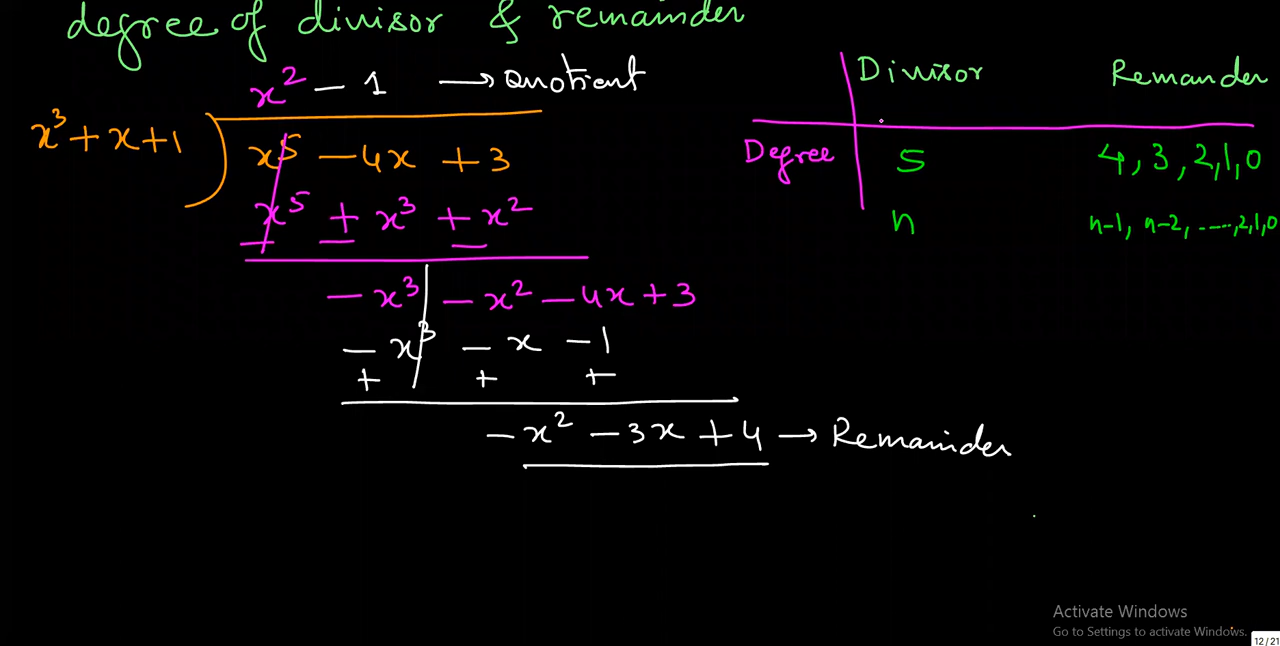 degree of divisor & remainder
x² - 1 → Quotient
x³ + x + 1
x⁵ - 4x + 3
x⁵ + x³ + x²
- - -
- x³ - x² - 4x + 3
- x³ - x - 1
+ + +
- x² - 3x + 4 → Remainder
Divisor Remander
Degree 5 4, 3, 2, 1, 0
n n-1, n-2, ----, 2, 1, 0
Activate Windows
Go to Settings to activate Windows.
12 / 21